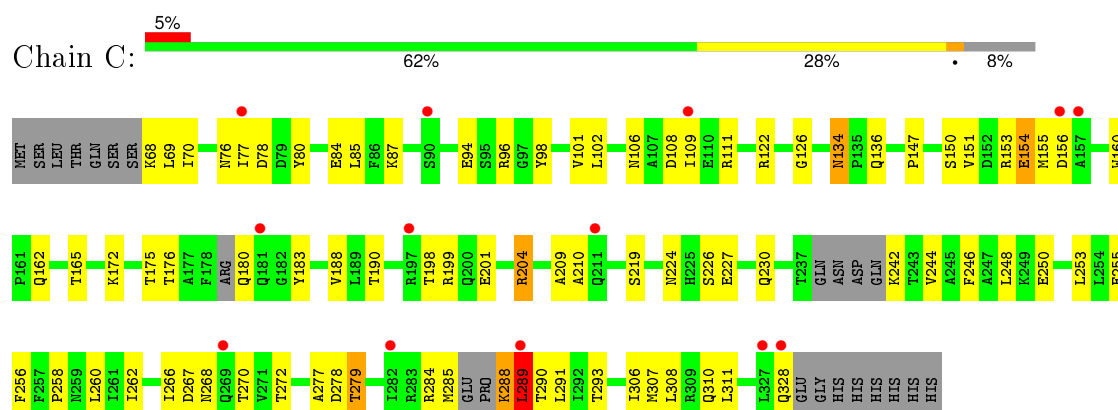 5%
Chain C:
62% 28% • 8%
MET SER LEU THR GLN SER SER K68 L69 I70 N76 I77 D78 D79 Y80 E84 L85 F86 K87 S90 E94 S95 R96 G97 Y98 V101 L102 N106 A107 D108 I109 E110 R111 R122 G126 N134 P135 Q136 P147 S150 V151 D152 R153 E154 M155 D156 A157 W160
P161 Q162 T165 K172 T175 T176 A177 F178 ARG Q180 Q181 G182 Y183 V188 L189 T190 R197 T198 R199 Q200 E201 R204 A209 A210 Q211 S219 N224 H225 S226 E227 Q230 T237 GLN ASN ASP GLN K242 T243 V244 A245 F246 A247 L248 K249 E250 L253 L254 E255
F256 F257 P258 N259 L260 I261 I262 I266 D267 N268 Q269 T270 V271 T272 A277 D278 T279 I282 R283 R284 M285 GLU PRO K288 L289 T290 L291 I292 T293 I306 M307 L308 R309 Q310 L311 L327 Q328 GLU GLY HIS HIS HIS HIS HIS HIS